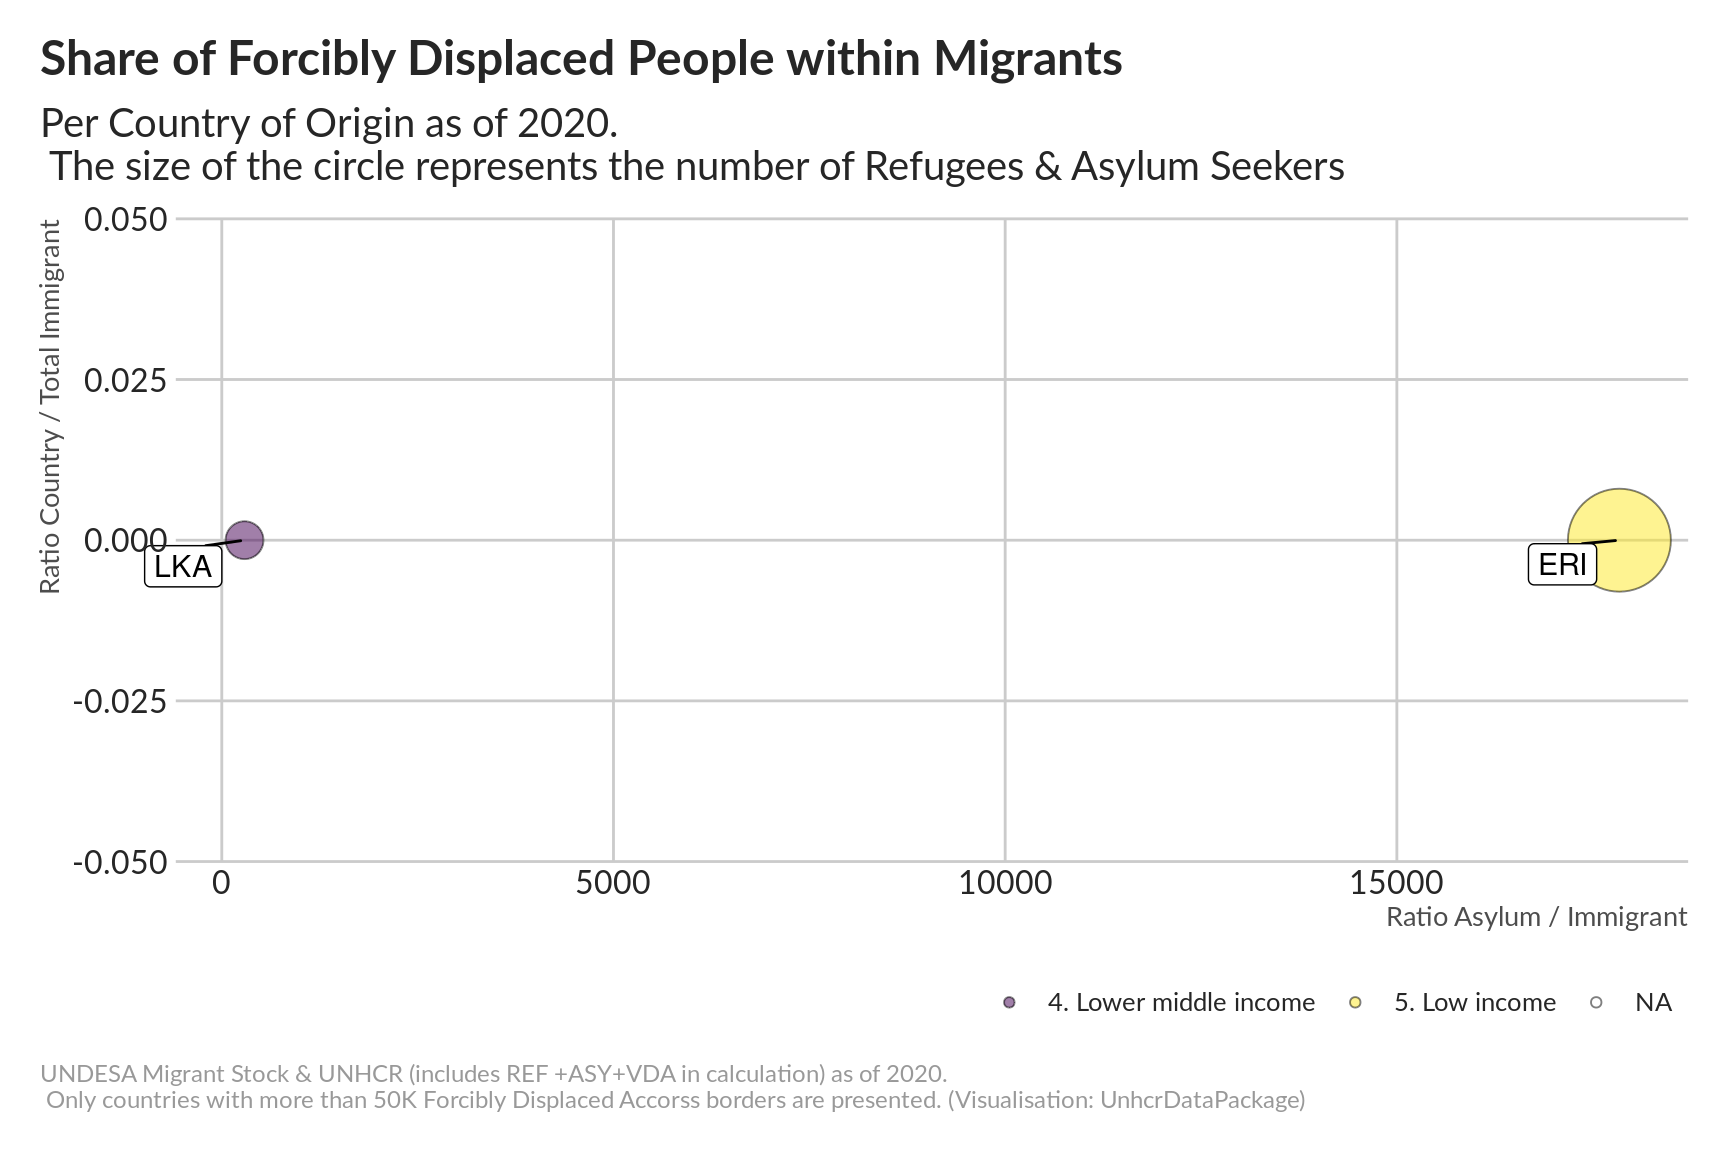 Share of Forcibly Displaced People within Migrants
Per Country of Origin as of 2020.
The size of the circle represents the number of Refugees & Asylum Seekers
Ratio Country / Total Immigrant
0.050
0.025
0.000
-0.025
-0.050
LKA
ERI
0 5000 10000 15000
Ratio Asylum / Immigrant
4. Lower middle income 5. Low income NA
UNDESA Migrant Stock & UNHCR (includes REF +ASY+VDA in calculation) as of 2020.
Only countries with more than 50K Forcibly Displaced Accorss borders are presented. (Visualisation: UnhcrDataPackage)